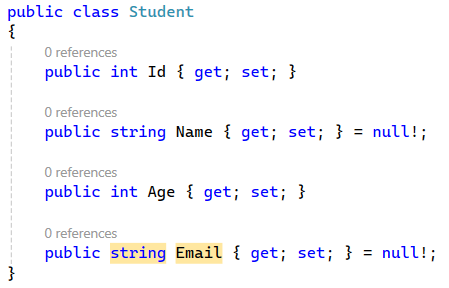 public class Student
{
0 references
public int Id { get; set; }
0 references
public string Name { get; set; } = null!;
0 references
public int Age { get; set; }
0 references
public string Email { get; set; } = null!;
}